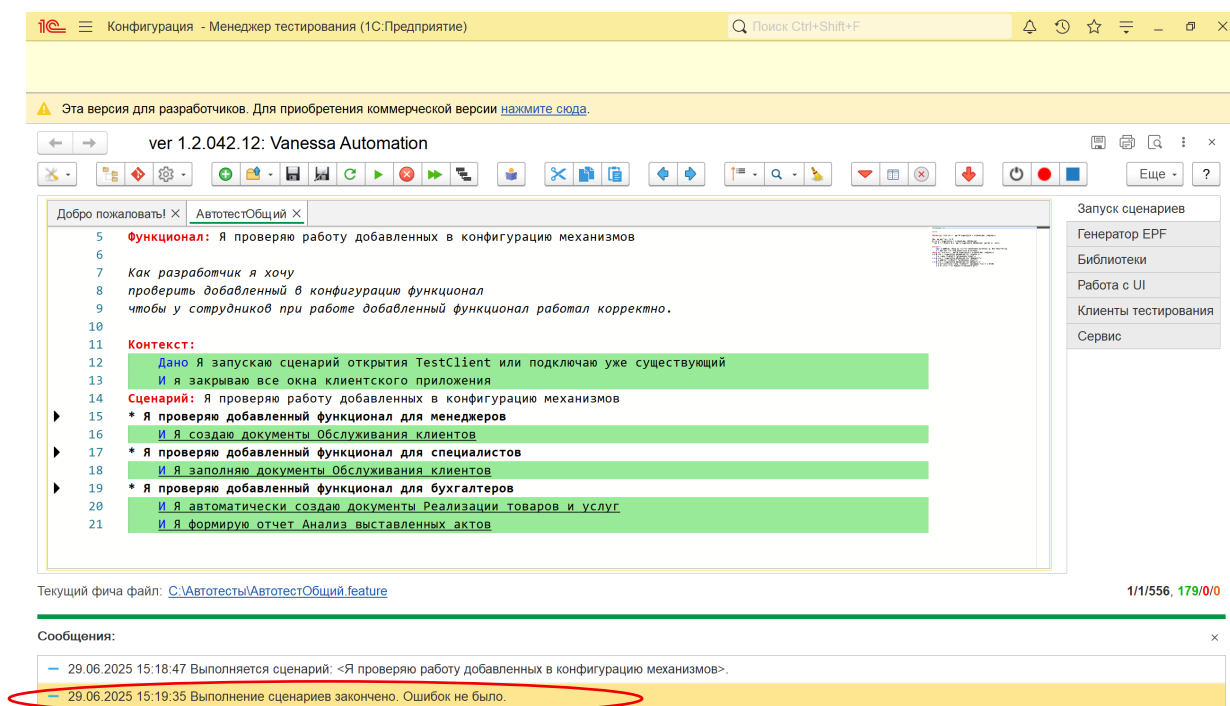 1С Конфигурация - Менеджер тестирования (1С:Предприятие)
Поиск Ctrl+Shift+F
Эта версия для разработчиков. Для приобретения коммерческой версии нажмите сюда.
ver 1.2.042.12: Vanessa Automation
Еще
?
Добро пожаловать!
АвтотестОбщий
5 Функционал: Я проверяю работу добавленных в конфигурацию механизмов
6
7 Как разработчик я хочу
8 проверить добавленный в конфигурацию функционал
9 чтобы у сотрудников при работе добавленный функционал работал корректно.
10
11 Контекст:
12 Дано Я запускаю сценарий открытия TestClient или подключаю уже существующий
13 И я закрываю все окна клиентского приложения
14 Сценарий: Я проверяю работу добавленных в конфигурацию механизмов
15 * Я проверяю добавленный функционал для менеджеров
16 И Я создаю документы Обслуживания клиентов
17 * Я проверяю добавленный функционал для специалистов
18 И Я заполняю документы Обслуживания клиентов
19 * Я проверяю добавленный функционал для бухгалтеров
20 И Я автоматически создаю документы Реализации товаров и услуг
21 И Я формирую отчет Анализ выставленных актов
Запуск сценариев
Генератор EPF
Библиотеки
Работа с UI
Клиенты тестирования
Сервис
Текущий фича файл: C:\Автотесты\АвтотестОбщий.feature
1/1/556, 179/0/0
Сообщения:
29.06.2025 15:18:47 Выполняется сценарий: <Я проверяю работу добавленных в конфигурацию механизмов>.
29.06.2025 15:19:35 Выполнение сценариев закончено. Ошибок не было.